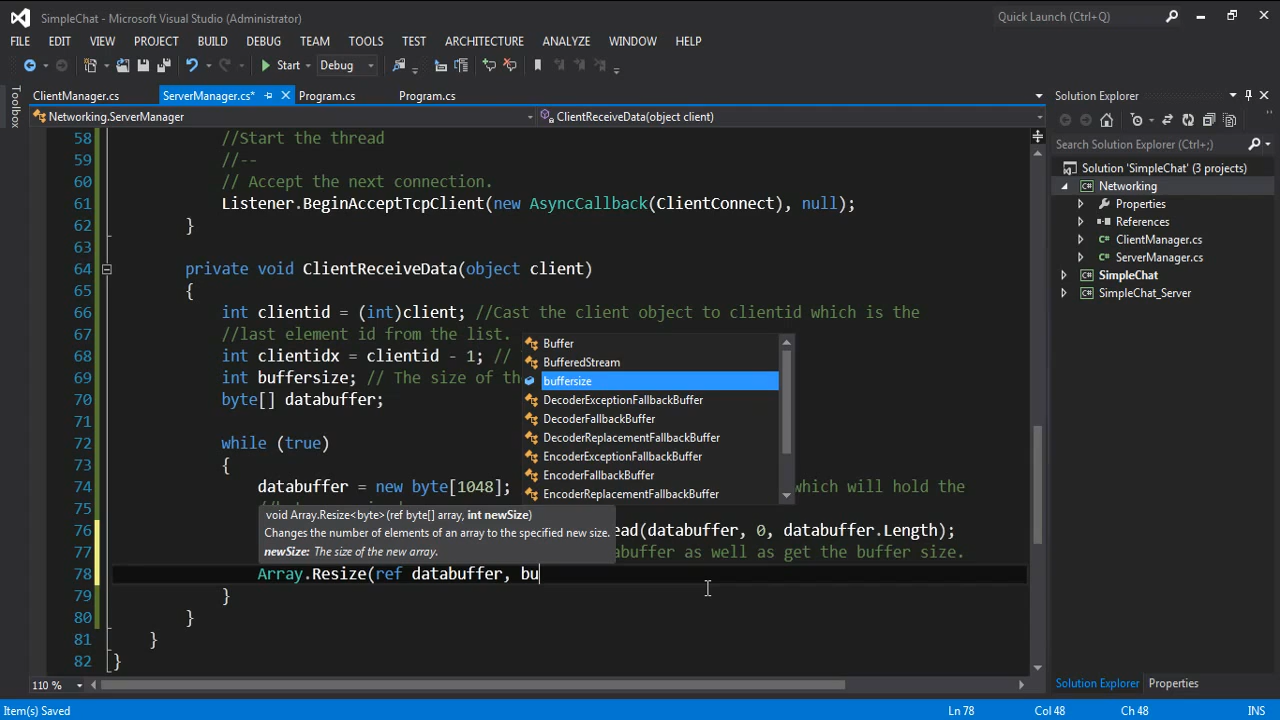 SimpleChat - Microsoft Visual Studio (Administrator)
Quick Launch (Ctrl+Q)
FILE EDIT VIEW PROJECT BUILD DEBUG TEAM TOOLS TEST ARCHITECTURE ANALYZE WINDOW HELP
Start Debug
Toolbox
ClientManager.cs ServerManager.cs* Program.cs Program.cs
Networking.ServerManager ClientReceiveData(object client)
58 //Start the thread
59 //--
60 // Accept the next connection.
61 Listener.BeginAcceptTcpClient(new AsyncCallback(ClientConnect), null);
62 }
63
64 private void ClientReceiveData(object client)
65 {
66 int clientid = (int)client; //Cast the client object to clientid which is the
67 //last element id from the list.
68 int clientidx = clientid - 1; //
69 int buffersize; // The size of th
70 byte[] databuffer;
71
72 while (true)
73 {
74 databuffer = new byte[1048]; which will hold the
75
76 ead(databuffer, 0, databuffer.Length);
77 abuffer as well as get the buffer size.
78 Array.Resize(ref databuffer, bu
79 }
80 }
81 }
82 }
Buffer
BufferedStream
buffersize
DecoderExceptionFallbackBuffer
DecoderFallbackBuffer
DecoderReplacementFallbackBuffer
EncoderExceptionFallbackBuffer
EncoderFallbackBuffer
EncoderReplacementFallbackBuffer
void Array.Resize<byte>(ref byte[] array, int newSize)
Changes the number of elements of an array to the specified new size.
newSize: The size of the new array.
110 %
Solution Explorer
Search Solution Explorer (Ctrl+;)
Solution 'SimpleChat' (3 projects)
Networking
Properties
References
ClientManager.cs
ServerManager.cs
SimpleChat
SimpleChat_Server
Solution Explorer Properties
Item(s) Saved Ln 78 Col 48 Ch 48 INS